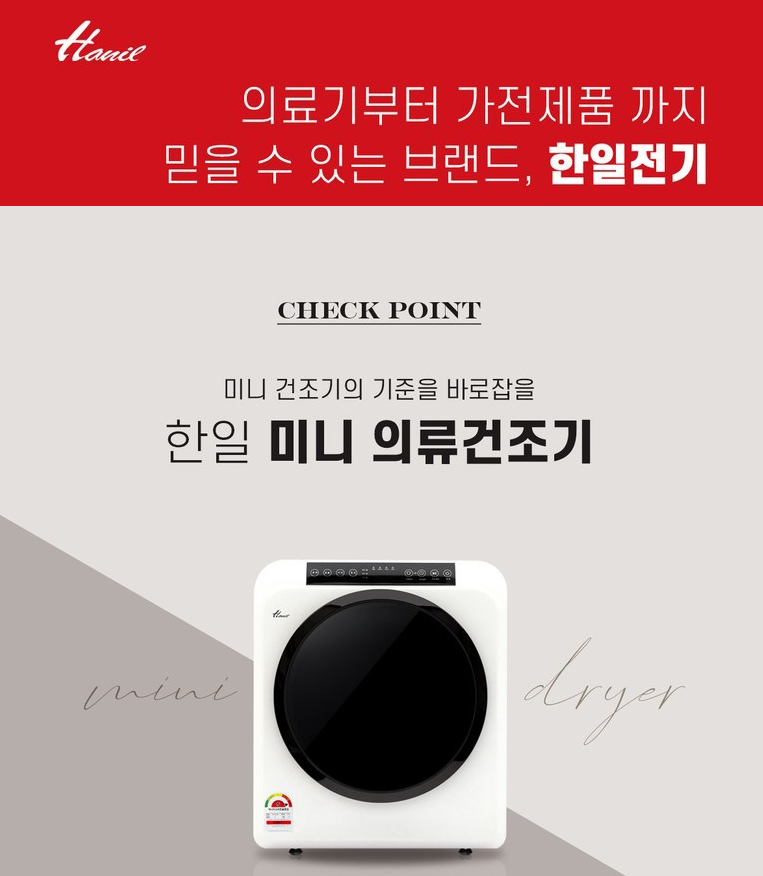 Hanil
의료기부터 가전제품 까지
믿을 수 있는 브랜드, 한일전기
CHECK POINT
미니 건조기의 기준을 바로잡을
한일 미니 의류건조기
Hanil
mini dryer